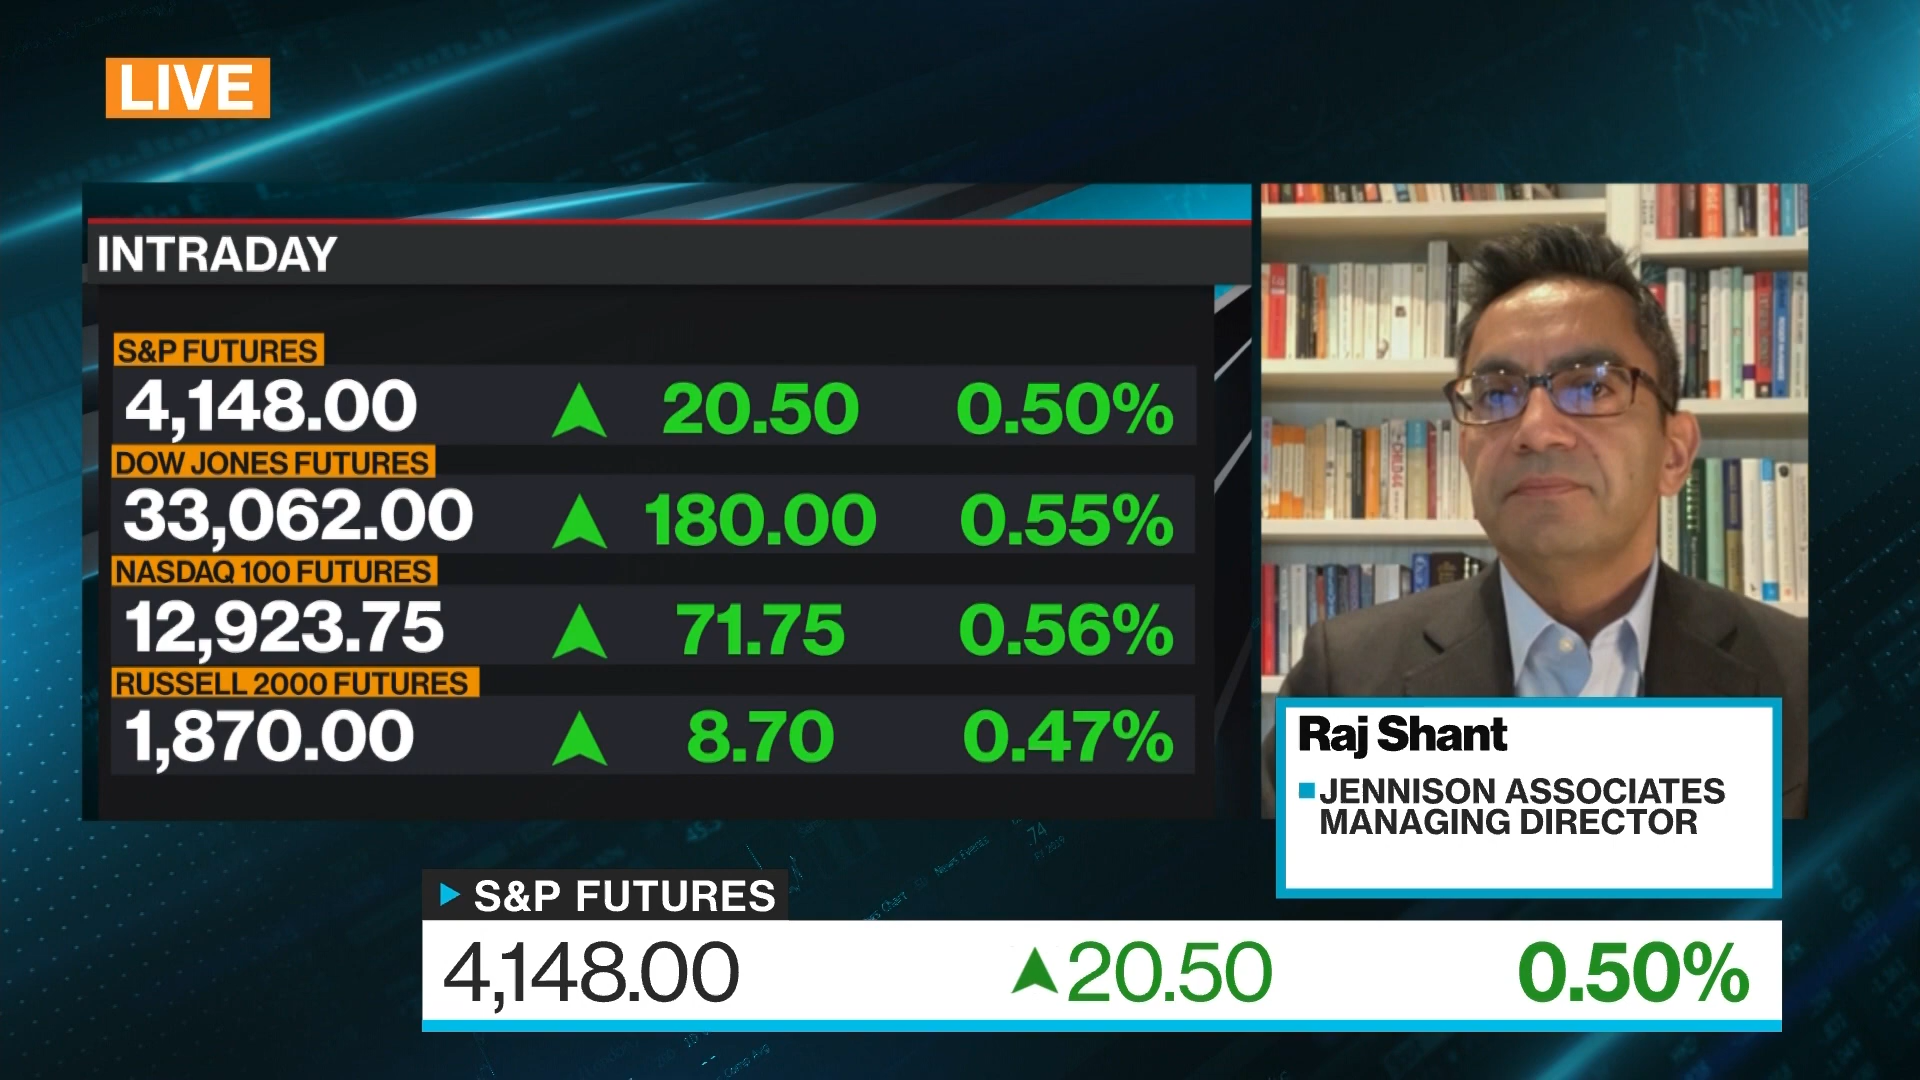 LIVE
INTRADAY
S&P FUTURES
4,148.00 ▲ 20.50 0.50%
DOW JONES FUTURES
33,062.00 ▲ 180.00 0.55%
NASDAQ 100 FUTURES
12,923.75 ▲ 71.75 0.56%
RUSSELL 2000 FUTURES
1,870.00 ▲ 8.70 0.47%
Raj Shant
JENNISON ASSOCIATES
MANAGING DIRECTOR
S&P FUTURES
4,148.00 ▲ 20.50 0.50%